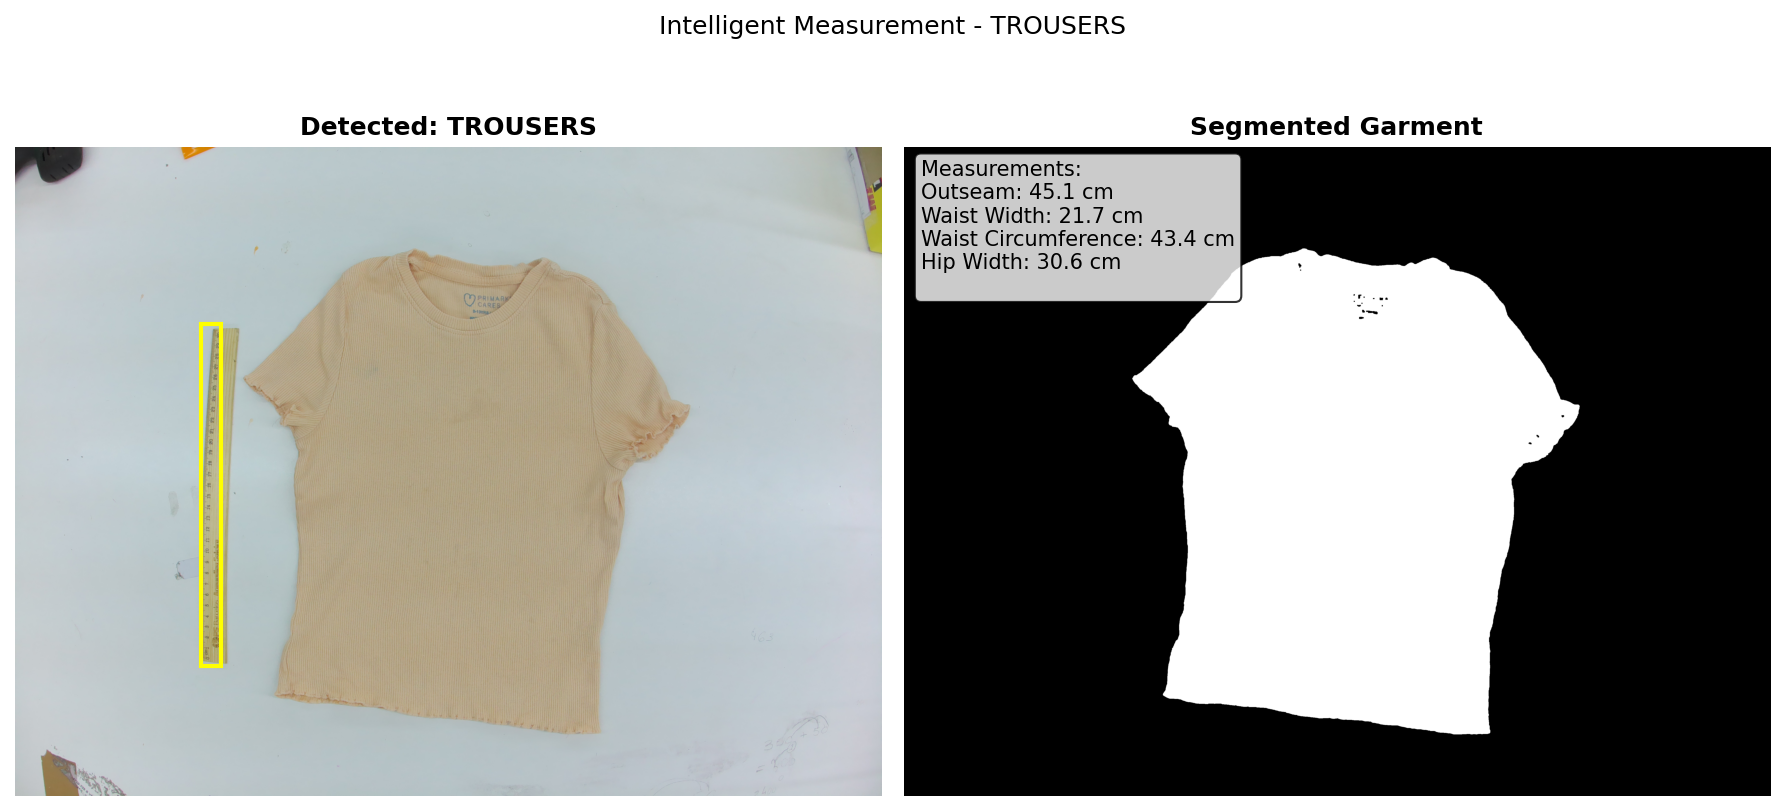 Intelligent Measurement - TROUSERS
Detected: TROUSERS
Segmented Garment
Measurements:
Outseam: 45.1 cm
Waist Width: 21.7 cm
Waist Circumference: 43.4 cm
Hip Width: 30.6 cm
CARES